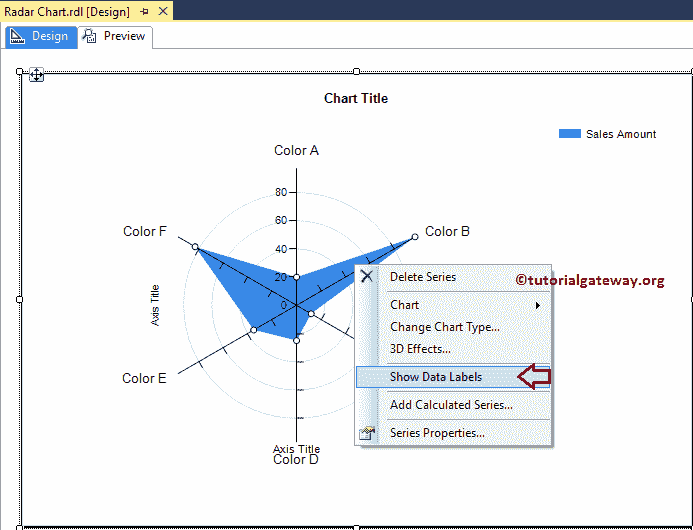 Radar Chart.rdl [Design]
Design
Preview
Chart Title
Sales Amount
Color A
80
60
40
20
0
Color F
Color B
Axis Title
Color E
Axis Title
Color D
Delete Series
©tutorialgateway.org
Chart
Change Chart Type...
3D Effects...
Show Data Labels
Add Calculated Series...
Series Properties...